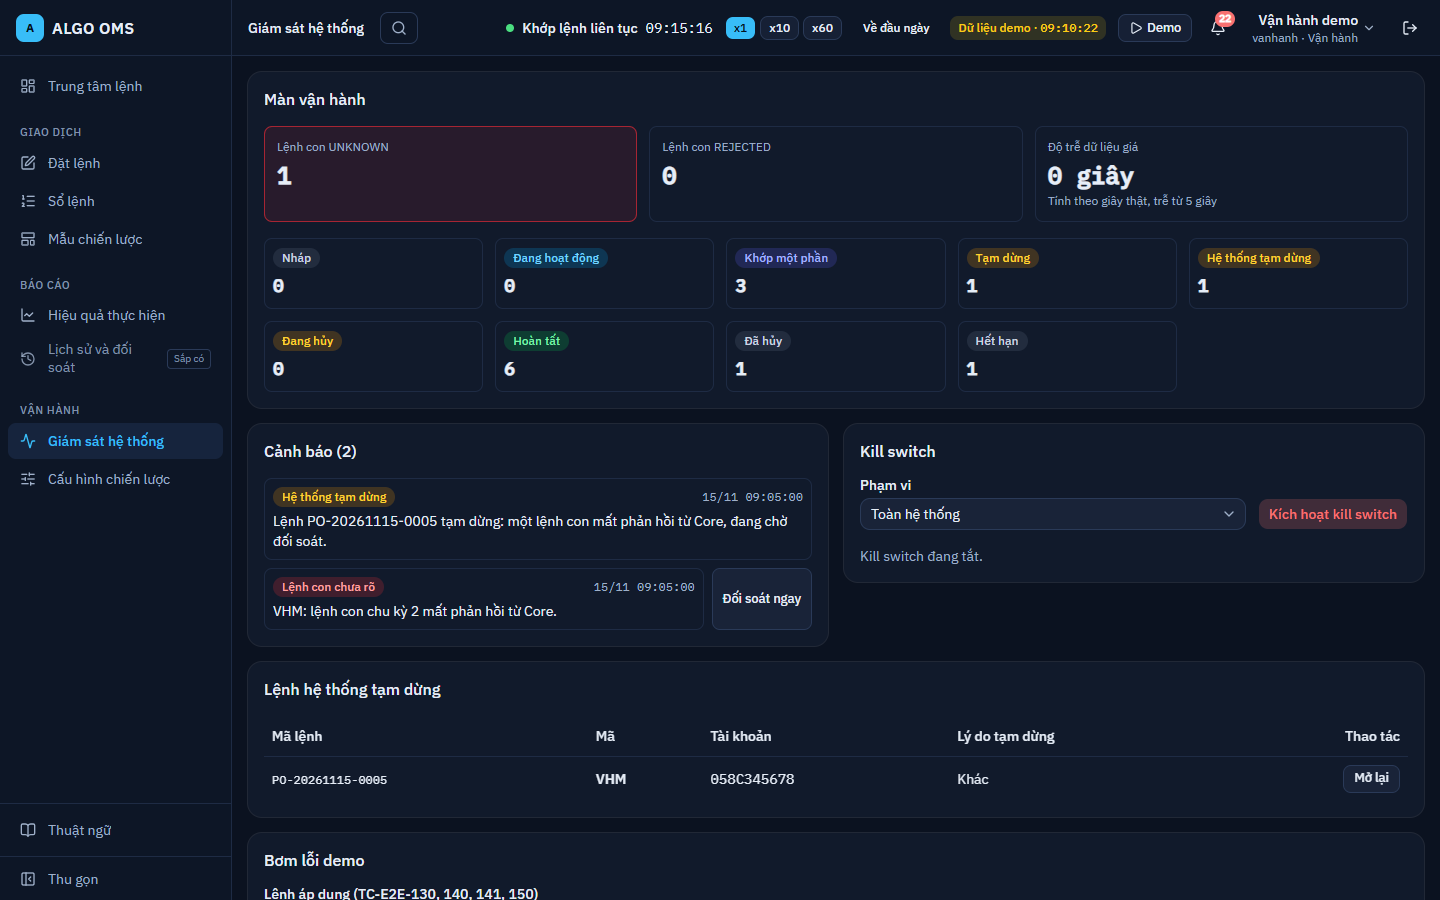 A ALGO OMS
Giám sát hệ thống
Khớp lệnh liên tục 09:15:16 x1 x10 x60 Về đầu ngày Dữ liệu demo · 09:10:22 Demo 22
Vận hành demo
vanhanh · Vận hành
Trung tâm lệnh
GIAO DỊCH
Đặt lệnh
Sổ lệnh
Mẫu chiến lược
BÁO CÁO
Hiệu quả thực hiện
Lịch sử và đối soát
Sắp có
VẬN HÀNH
Giám sát hệ thống
Cấu hình chiến lược
Thuật ngữ
Thu gọn
Màn vận hành
Lệnh con UNKNOWN
1
Lệnh con REJECTED
0
Độ trễ dữ liệu giá
0 giây
Tính theo giây thật, trễ từ 5 giây
Nháp
0
Đang hoạt động
0
Khớp một phần
3
Tạm dừng
1
Hệ thống tạm dừng
1
Đang hủy
0
Hoàn tất
6
Đã hủy
1
Hết hạn
1
Cảnh báo (2)
Hệ thống tạm dừng 15/11 09:05:00
Lệnh PO-20261115-0005 tạm dừng: một lệnh con mất phản hồi từ Core, đang chờ
đối soát.
Lệnh con chưa rõ 15/11 09:05:00
VHM: lệnh con chu kỳ 2 mất phản hồi từ Core.
Đối soát ngay
Kill switch
Phạm vi
Toàn hệ thống
Kích hoạt kill switch
Kill switch đang tắt.
Lệnh hệ thống tạm dừng
Mã lệnh Mã Tài khoản Lý do tạm dừng Thao tác
PO-20261115-0005 VHM 058C345678 Khác Mở lại
Bơm lỗi demo
Lệnh áp dụng (TC-E2E-130, 140, 141, 150)